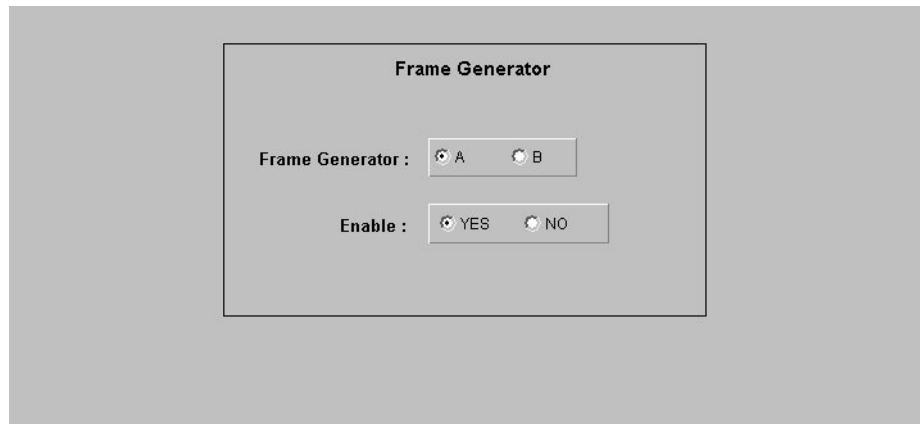 Frame Generator
Frame Generator : A B
Enable : YES NO